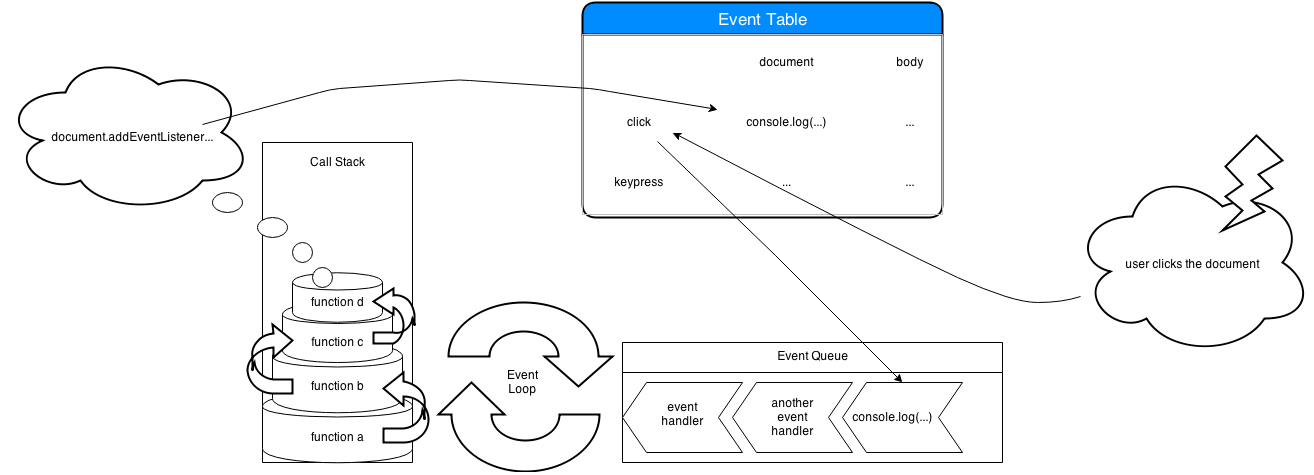 Event Table
document body
document.addEventListener...
click console.log(...) ...
Call Stack
keypress ... ...
user clicks the document
function d
function c
function b
function a
Event
Loop
Event Queue
event
handler
another
event
handler
console.log(...)